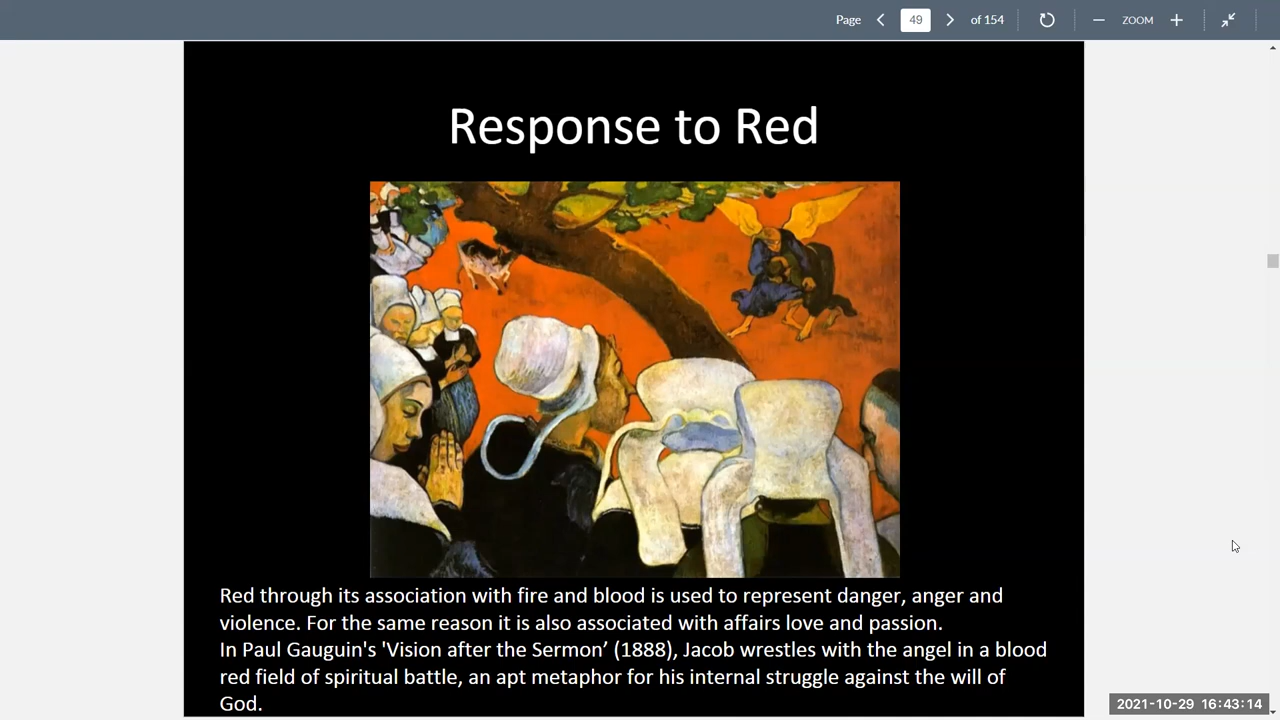 Page 49 of 154 ZOOM
Response to Red
Red through its association with fire and blood is used to represent danger, anger and
violence. For the same reason it is also associated with affairs love and passion.
In Paul Gauguin's 'Vision after the Sermon’ (1888), Jacob wrestles with the angel in a blood
red field of spiritual battle, an apt metaphor for his internal struggle against the will of
God.
2021-10-29 16:43:14